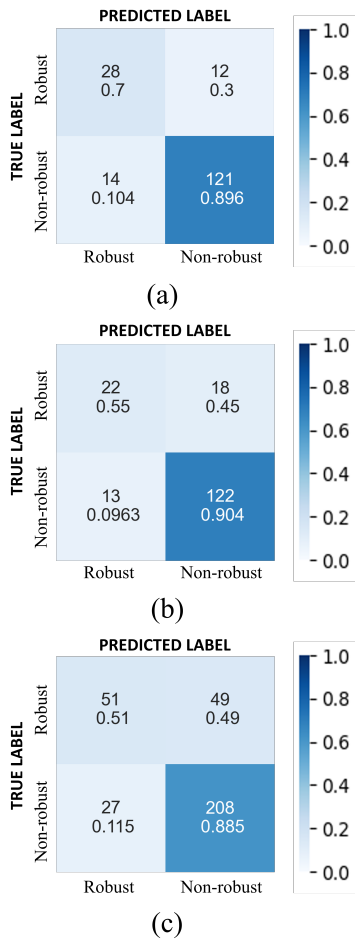 PREDICTED LABEL
TRUE LABEL
Robust
Non-robust
28 12
0.7 0.3
14 121
0.104 0.896
Robust Non-robust
1.0
0.8
0.6
0.4
0.2
0.0
(a)
PREDICTED LABEL
TRUE LABEL
Robust
Non-robust
22 18
0.55 0.45
13 122
0.0963 0.904
Robust Non-robust
1.0
0.8
0.6
0.4
0.2
0.0
(b)
PREDICTED LABEL
TRUE LABEL
Robust
Non-robust
51 49
0.51 0.49
27 208
0.115 0.885
Robust Non-robust
1.0
0.8
0.6
0.4
0.2
0.0
(c)